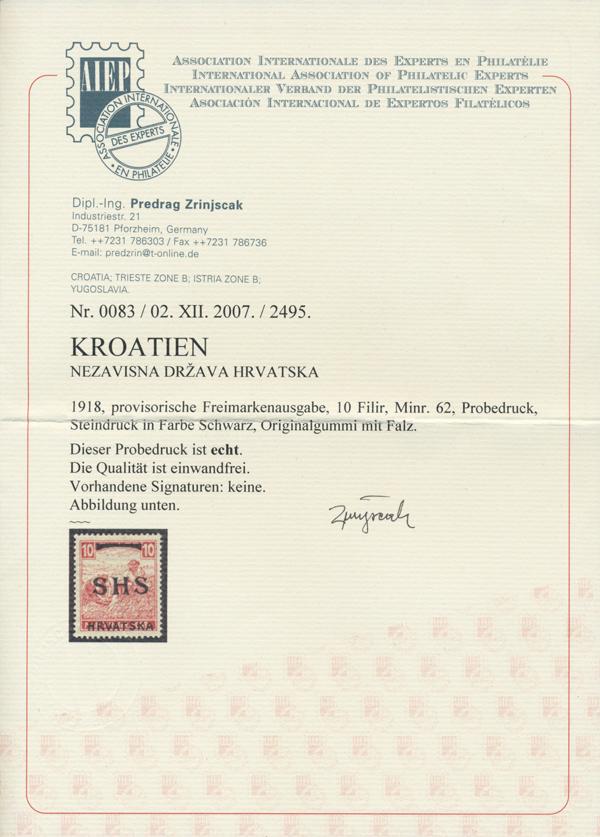 AIEP
ASSOCIATION INTERNATIONALE
DES EXPERTS
EN PHILATELIE
ASSOCIATION INTERNATIONALE DES EXPERTS EN PHILATÉLIE
INTERNATIONAL ASSOCIATION OF PHILATELIC EXPERTS
INTERNATIONALER VERBAND DER PHILATELISTISCHEN EXPERTEN
ASOCIACIÓN INTERNACIONAL DE EXPERTOS FILATÉLICOS
Dipl.-Ing. Predrag Zrinjscak
Industriestr. 21
D-75181 Pforzheim, Germany
Tel. ++7231 786303 / Fax ++7231 786736
E-mail: predzrin@t-online.de
CROATIA; TRIESTE ZONE B; ISTRIA ZONE B;
YUGOSLAVIA.
Nr. 0083 / 02. XII. 2007. / 2495.
KROATIEN
NEZAVISNA DRŽAVA HRVATSKA
1918, provisorische Freimarkenausgabe, 10 Filir, Minr. 62, Probedruck,
Steindruck in Farbe Schwarz, Originalgummi mit Falz.
Dieser Probedruck ist echt.
Die Qualität ist einwandfrei.
Vorhandene Signaturen: keine.
Abbildung unten.
Zrinjscak
10 10
SHS
HRVATSKA